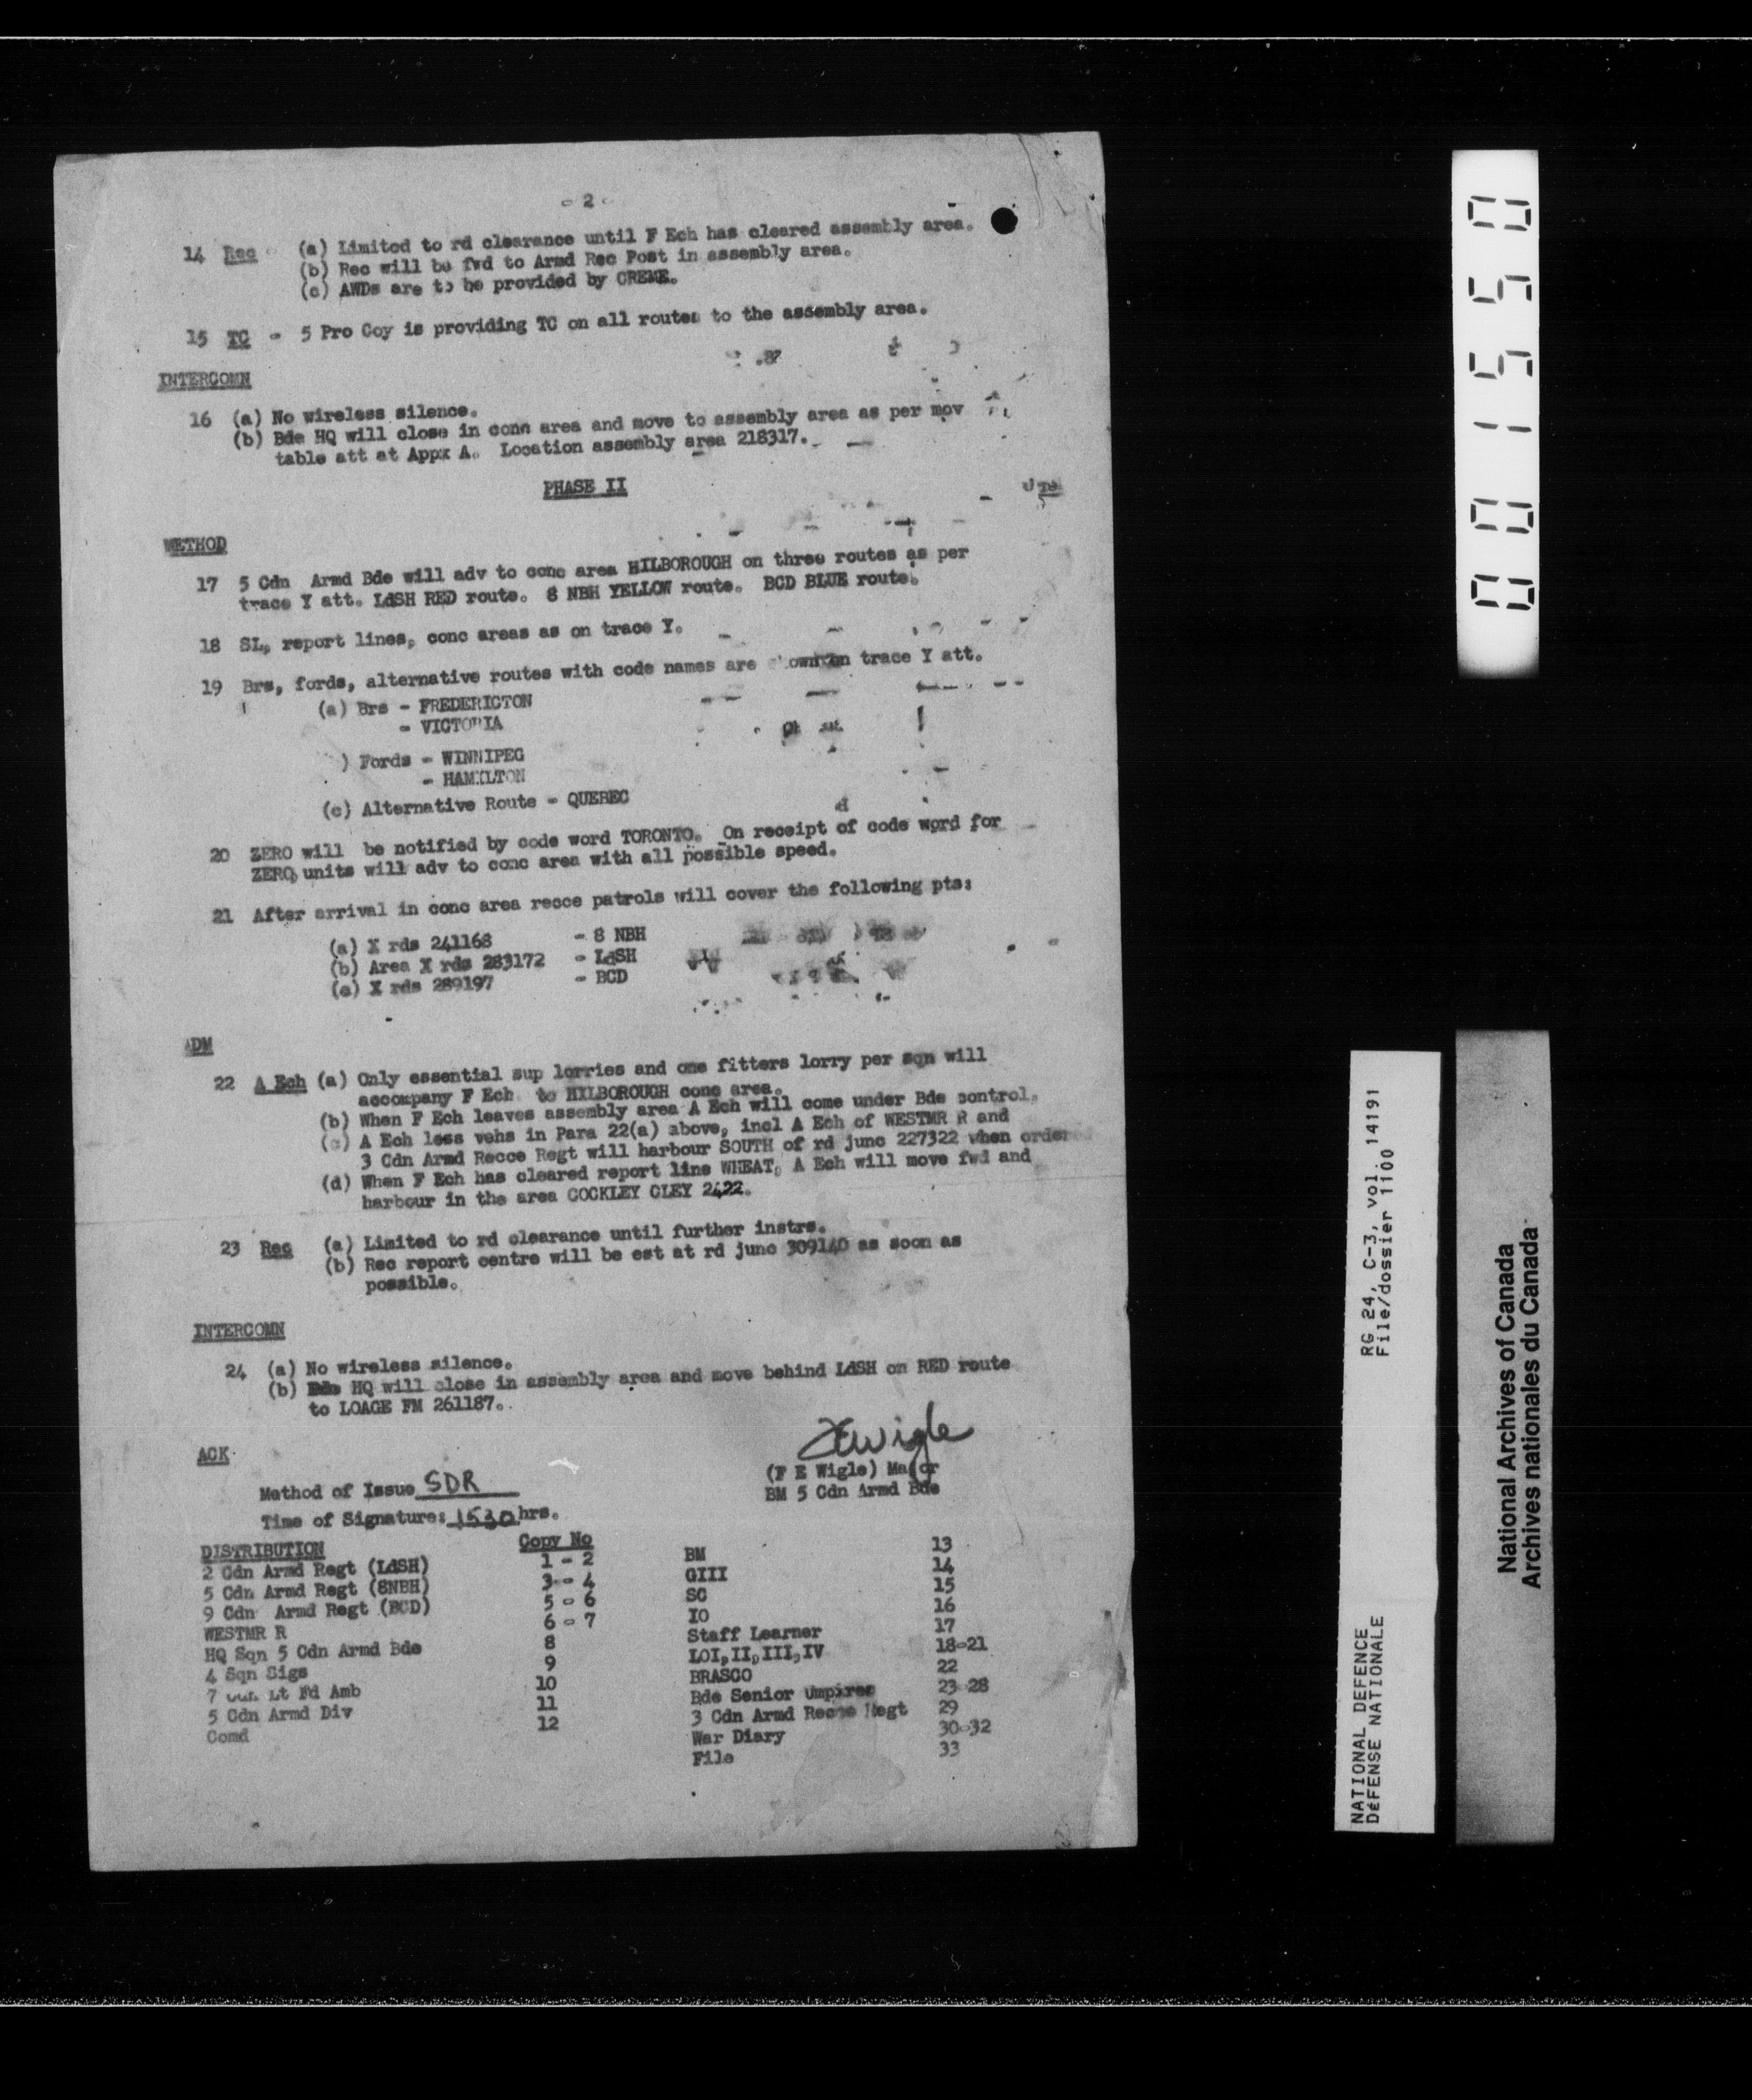 - 2 -
14 Rec (a) Limited to rd clearance until F Ech has cleared assembly area.
(b) Rec will be fwd to Armd Rec Post in assembly area.
(c) AWDs are to be provided by CREME.
15 TC - 5 Pro Coy is providing TC on all routes to the assembly area.
INTERCOMN
16 (a) No wireless silence.
(b) Bde HQ will close in conc area and move to assembly area as per mov
table att at Appx A. Location assembly area 218317.
PHASE II
METHOD
17 5 Cdn Armd Bde will adv to conc area HILBOROUGH on three routes as per
trace Y att. LdSH RED route. 8 NBH YELLOW route. BCD BLUE route.
18 SL, report lines, conc areas as on trace Y.
19 Brs, fords, alternative routes with code names are on trace Y att.
(a) Brs - FREDERICTON
- VICTORIA
) Fords - WINNIPEG
- HAMILTON
(c) Alternative Route - QUEBEC
20 ZERO will be notified by code word TORONTO. On receipt of code word for
ZERO, units will adv to conc area with all possible speed.
21 After arrival in conc area recce patrols will cover the following pts:
(a) X rds 241168 - 8 NBH
(b) Area X rds 283172 - LdSH
(c) X rds 289197 - BCD
ADM
22 A Ech (a) Only essential sup lorries and one fitters lorry per sqn will
accompany F Ech to HILBOROUGH conc area.
(b) When F Ech leaves assembly area A Ech will come under Bde control.
(c) A Ech less vehs in Para 22(a) above, incl A Ech of WESTMR R and
3 Cdn Armd Recce Regt will harbour SOUTH of rd junc 227322 when ordered
(d) When F Ech has cleared report line WHEAT, A Ech will move fwd and
harbour in the area COCKLEY CLEY 2422.
23 Rec (a) Limited to rd clearance until further instrs.
(b) Rec report centre will be est at rd junc 309140 as soon as
possible.
INTERCOMN
24 (a) No wireless silence.
(b) Bde HQ will close in assembly area and move behind LdSH on RED route
to LOAGE FM 261187.
ACK
FEWigle
(F E Wigle) Major
BM 5 Cdn Armd Bde
Method of Issue SDR
Time of Signature: 1530 hrs.
DISTRIBUTION Copy No
2 Cdn Armd Regt (LdSH) 1 - 2
5 Cdn Armd Regt (8NBH) 3 - 4
9 Cdn Armd Regt (BCD) 5 - 6
WESTMR R 6 - 7
HQ Sqn 5 Cdn Armd Bde 8
4 Sqn Sigs 9
7 Cdn Lt Fd Amb 10
5 Cdn Armd Div 11
Comd 12
BM 13
GIII 14
SC 15
IO 16
Staff Learner 17
LOI, II, III, IV 18-21
BRASCO 22
Bde Senior Umpires 23 28
3 Cdn Armd Recce Regt 29
War Diary 30-32
File 33
001550
RG 24, C-3, vol. 14191
File/dossier 1100
NATIONAL DEFENCE
DÉFENSE NATIONALE
National Archives of Canada
Archives nationales du Canada